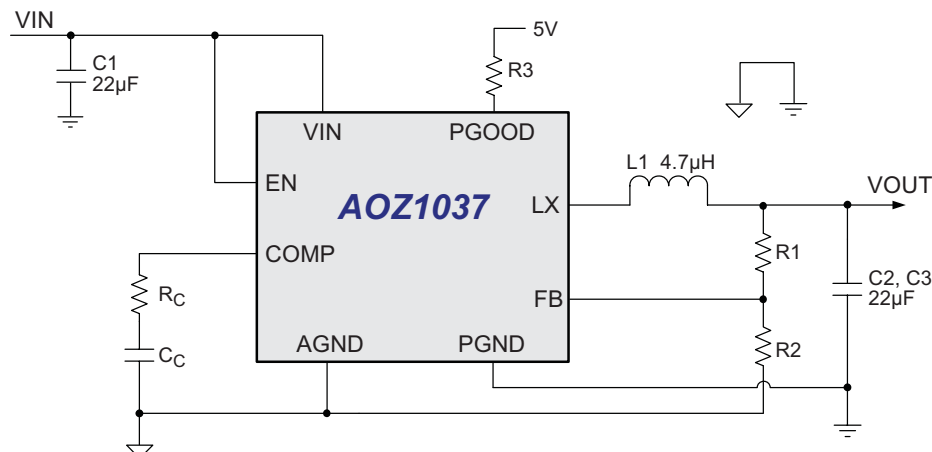 VIN
5V
C1
22µF
R3
VIN
PGOOD
L1 4.7µH
EN
VOUT
AOZ1037
LX
COMP
R1
RC
C2, C3
22µF
FB
AGND
PGND
R2
CC